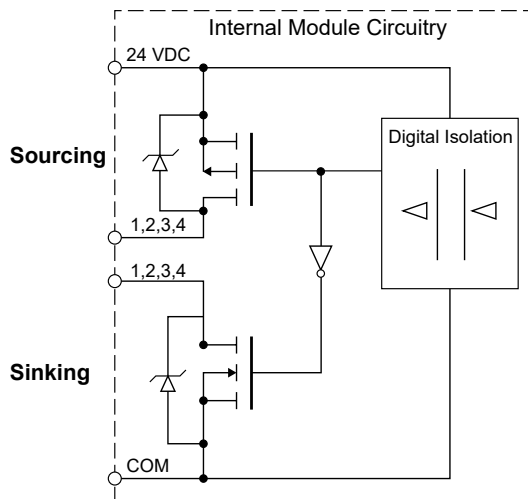 Internal Module Circuitry
24 VDC
Digital Isolation
Sourcing
1,2,3,4
1,2,3,4
Sinking
COM